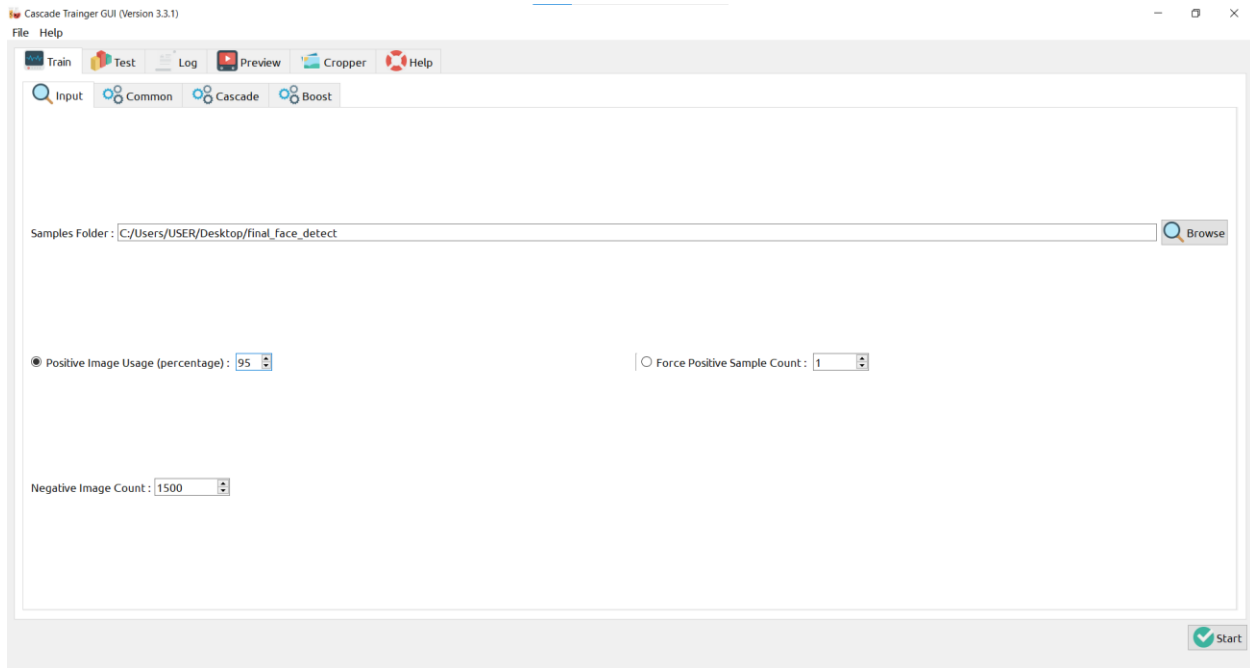 Cascade Trainger GUI (Version 3.3.1)
File Help
Train Test Log Preview Cropper Help
Input Common Cascade Boost
Samples Folder : C:/Users/USER/Desktop/final_face_detect Browse
Positive Image Usage (percentage) : 95 Force Positive Sample Count : 1
Negative Image Count : 1500
Start